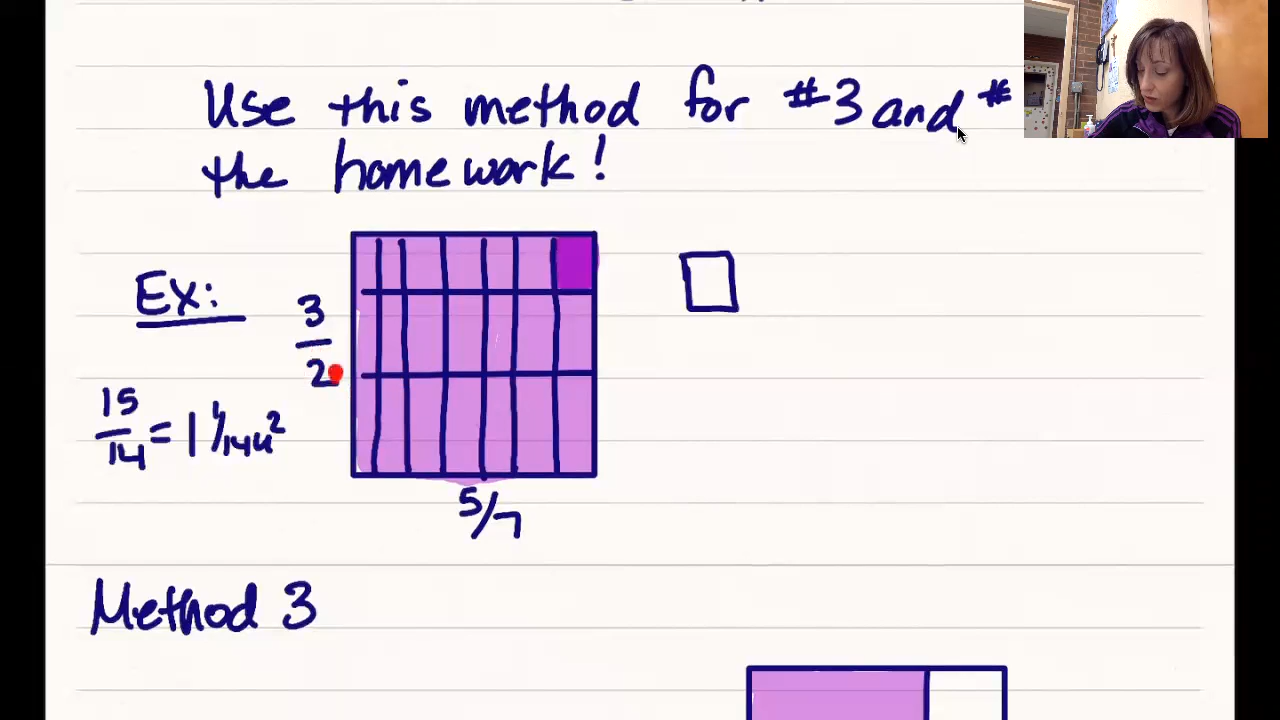 Use this method for #3 and #
the homework!
Ex:
3/2
15/14 = 1 1/14 u²
5/7
Method 3